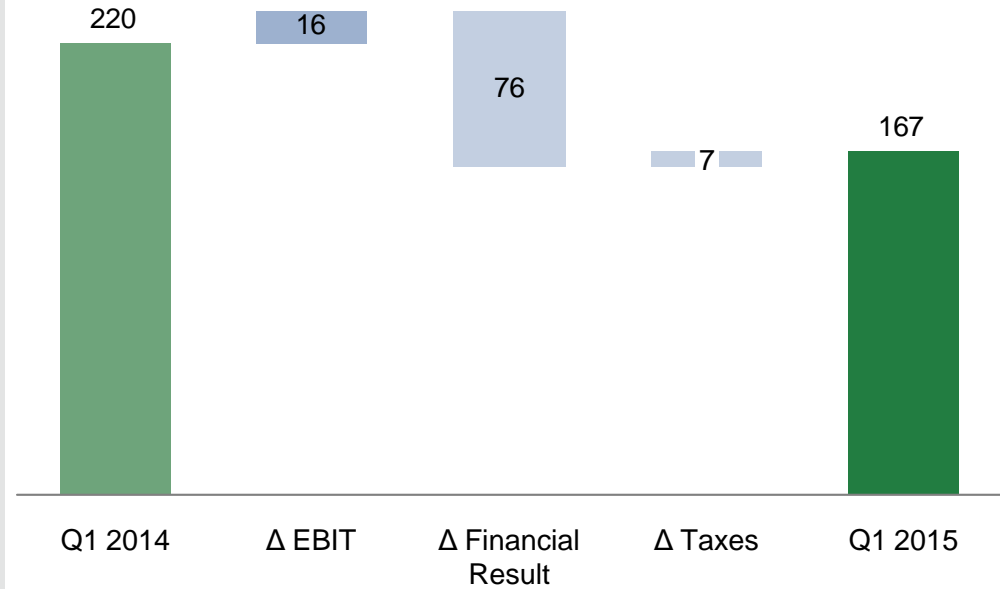 220
16
76
7
167
Q1 2014
Δ EBIT
Δ Financial
Result
Δ Taxes
Q1 2015